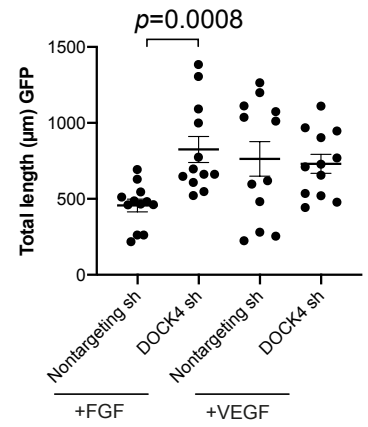 p=0.0008
Total length (µm) GFP
1500
1000
500
0
Nontargeting sh
DOCK4 sh
Nontargeting sh
DOCK4 sh
+FGF
+VEGF